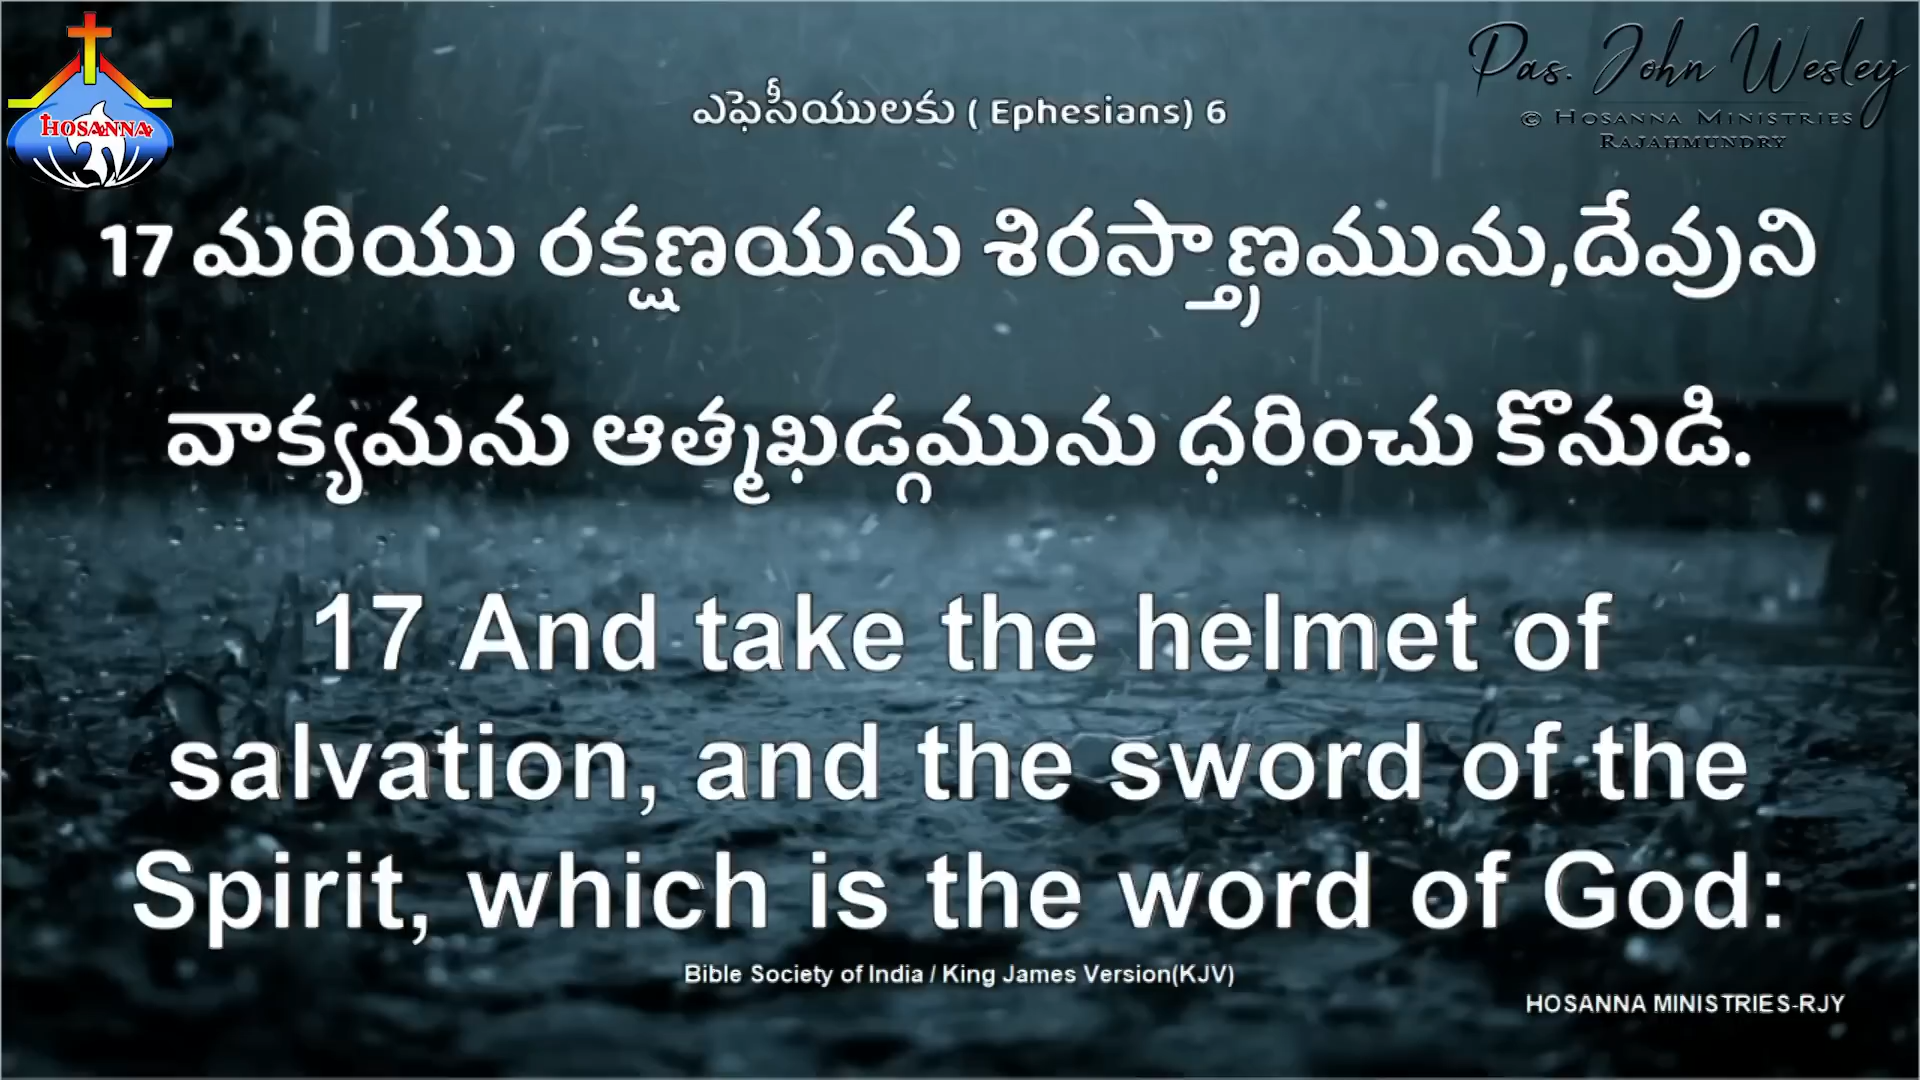 HOSANNA
Pas. John Wesley
© HOSANNA MINISTRIES
RAJAHMUNDRY
ఎఫెసీయులకు ( Ephesians) 6
17 మరియు రక్షణయను శిరస్త్రాణమును,దేవుని
వాక్యమను ఆత్మఖడ్గమును ధరించు కొనుడి.
17 And take the helmet of
salvation, and the sword of the
Spirit, which is the word of God:
Bible Society of India / King James Version(KJV)
HOSANNA MINISTRIES-RJY